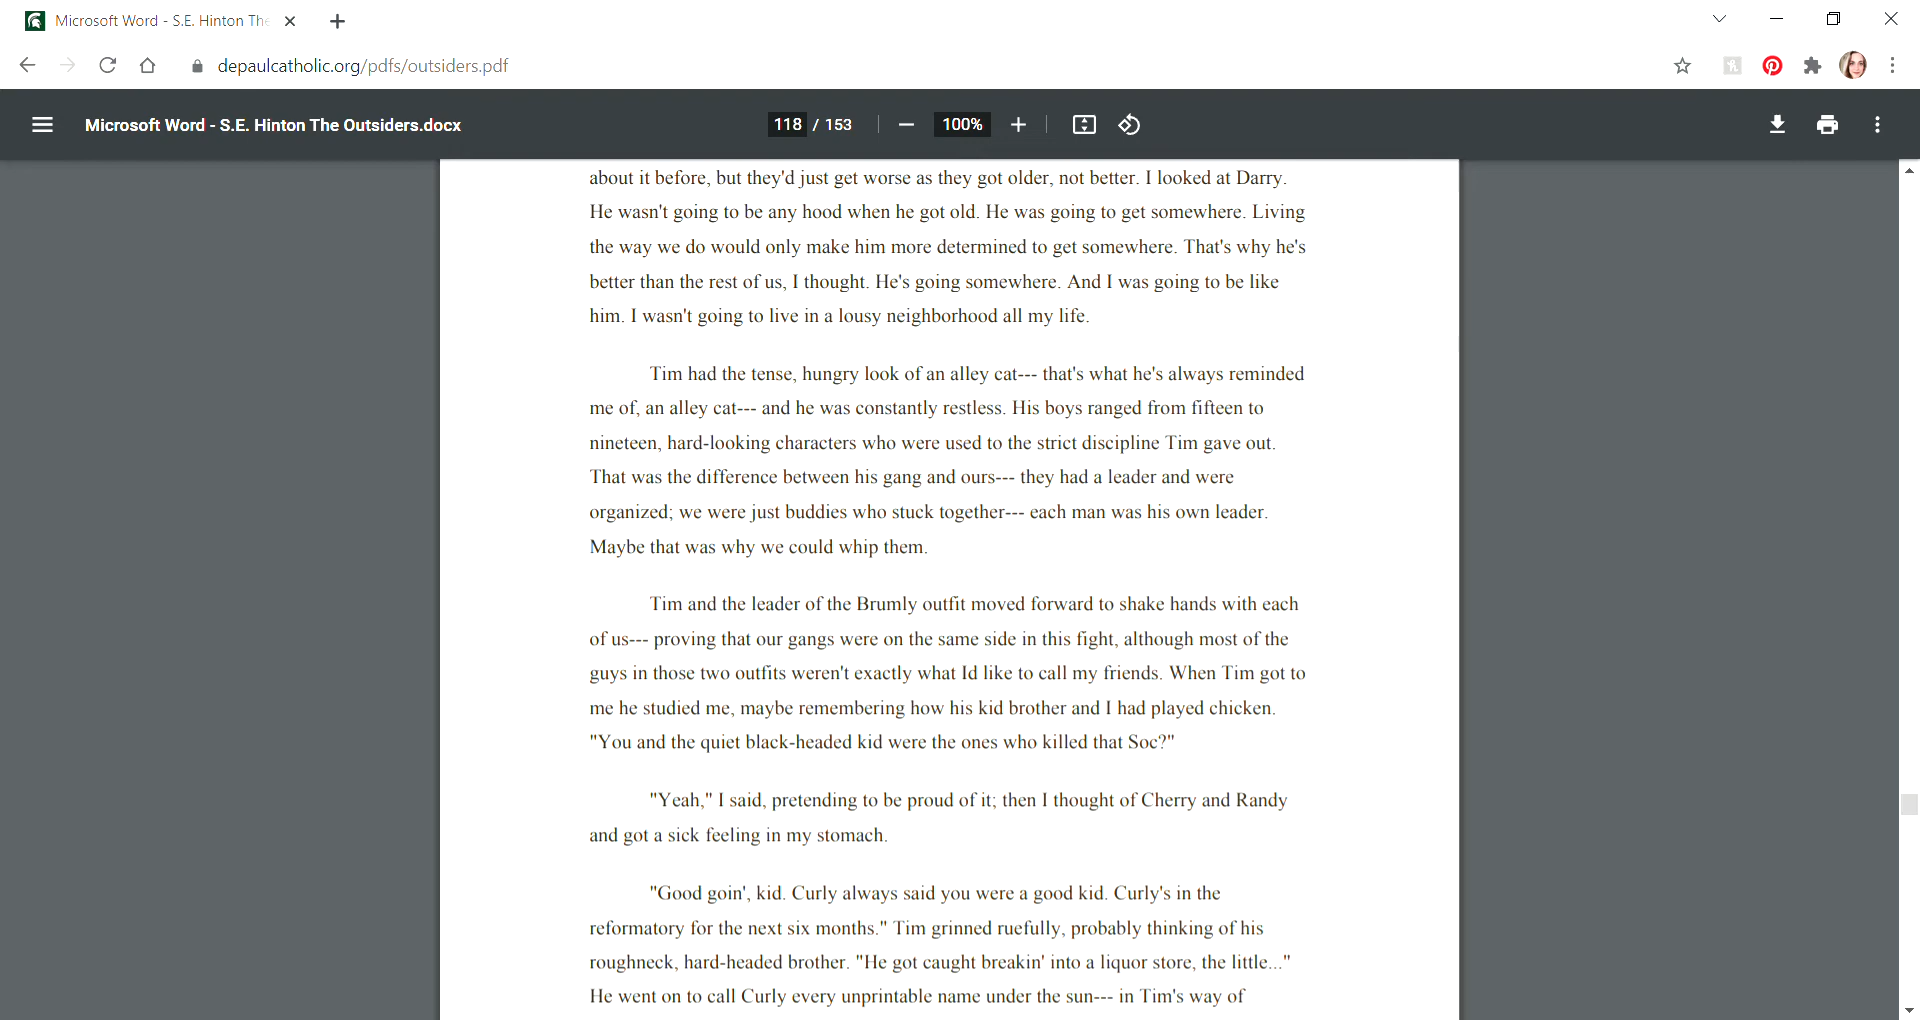 Microsoft Word - S.E. Hinton The
depaulcatholic.org/pdfs/outsiders.pdf
Microsoft Word - S.E. Hinton The Outsiders.docx
118 / 153
100%
about it before, but they'd just get worse as they got older, not better. I looked at Darry.
He wasn't going to be any hood when he got old. He was going to get somewhere. Living
the way we do would only make him more determined to get somewhere. That's why he's
better than the rest of us, I thought. He's going somewhere. And I was going to be like
him. I wasn't going to live in a lousy neighborhood all my life.
Tim had the tense, hungry look of an alley cat--- that's what he's always reminded
me of, an alley cat--- and he was constantly restless. His boys ranged from fifteen to
nineteen, hard-looking characters who were used to the strict discipline Tim gave out.
That was the difference between his gang and ours--- they had a leader and were
organized; we were just buddies who stuck together--- each man was his own leader.
Maybe that was why we could whip them.
Tim and the leader of the Brumly outfit moved forward to shake hands with each
of us--- proving that our gangs were on the same side in this fight, although most of the
guys in those two outfits weren't exactly what Id like to call my friends. When Tim got to
me he studied me, maybe remembering how his kid brother and I had played chicken.
"You and the quiet black-headed kid were the ones who killed that Soc?"
"Yeah," I said, pretending to be proud of it; then I thought of Cherry and Randy
and got a sick feeling in my stomach.
"Good goin', kid. Curly always said you were a good kid. Curly's in the
reformatory for the next six months." Tim grinned ruefully, probably thinking of his
roughneck, hard-headed brother. "He got caught breakin' into a liquor store, the little..."
He went on to call Curly every unprintable name under the sun--- in Tim's way of